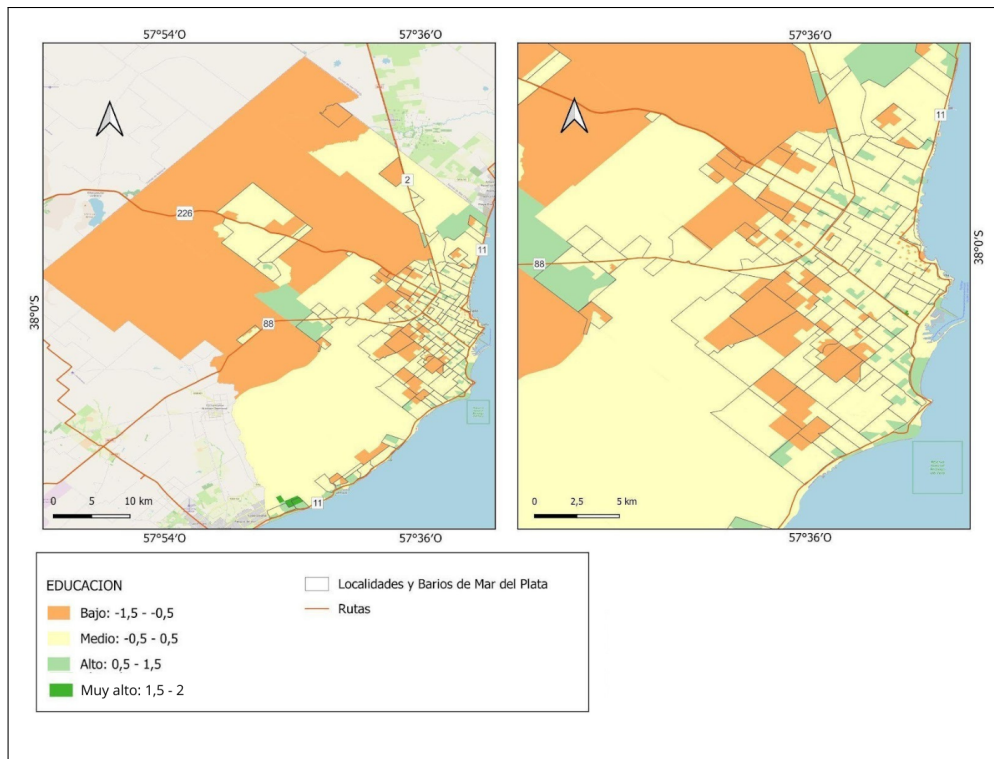 57°54'O
57°36'O
57°36'O
38°0'S
2
226
11
88
11
0 5 10 km
57°54'O
57°36'O
11
88
0 2,5 5 km
38°0'S
57°36'O
EDUCACION
Bajo: -1,5 - -0,5
Medio: -0,5 - 0,5
Alto: 0,5 - 1,5
Muy alto: 1,5 - 2
Localidades y Barios de Mar del Plata
Rutas